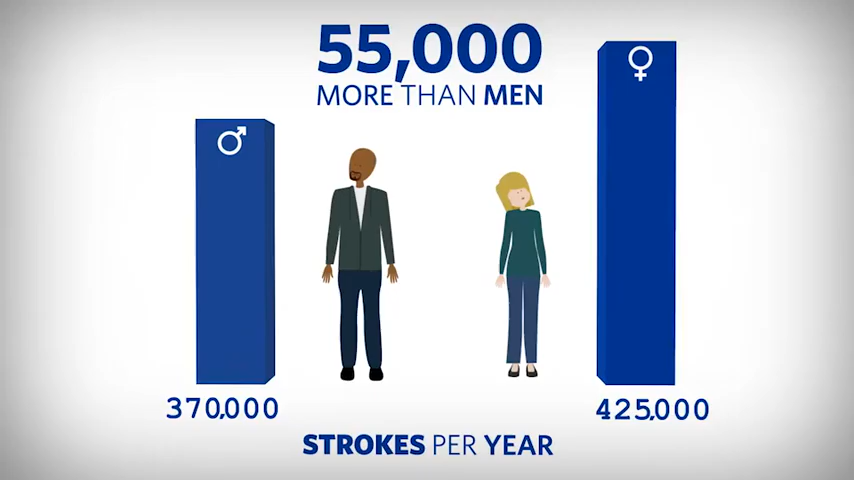 55,000
MORE THAN MEN
370,000
425,000
STROKES PER YEAR